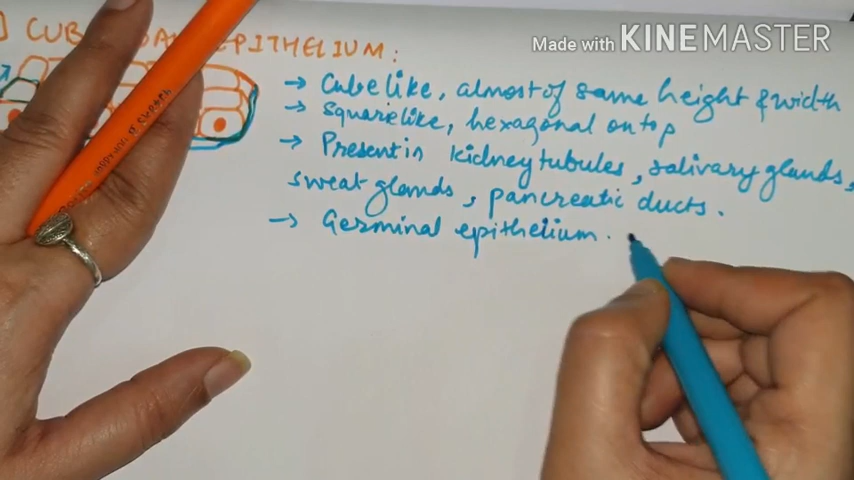 Made with KINEMASTER
EPITHELIUM:
→ Cube like, almost of same height & width
→ Square like, hexagonal on top
→ Present in kidney tubules, salivary glands,
sweat glands, pancreatic ducts.
→ Germinal epithelium.